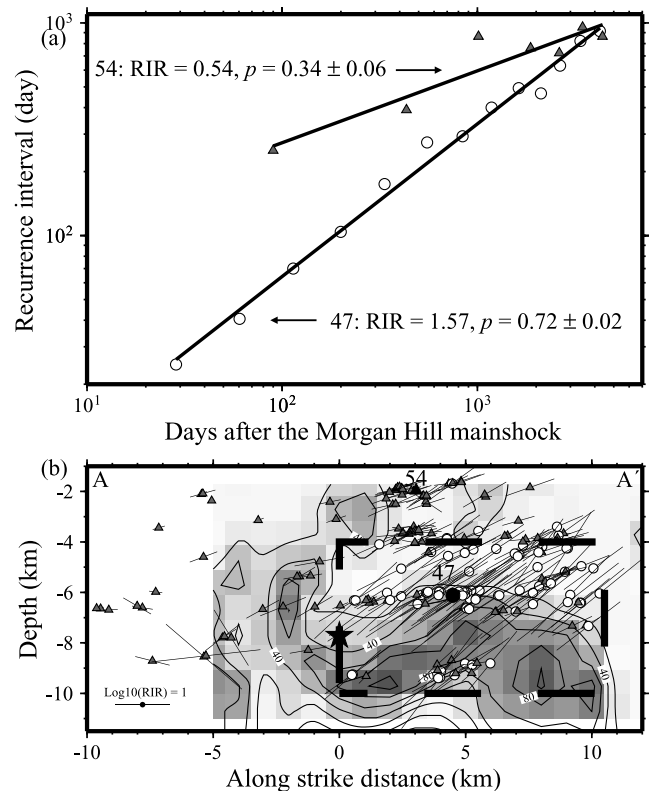 (a)
10³
10²
Recurrence interval (day)
54: RIR = 0.54, p = 0.34 ± 0.06
47: RIR = 1.57, p = 0.72 ± 0.02
10¹ 10² 10³
Days after the Morgan Hill mainshock
(b)
A A´
54
47
40
40
80
80
40
Log10(RIR) = 1
-2
-4
-6
-8
-10
Depth (km)
-10 -5 0 5 10
Along strike distance (km)